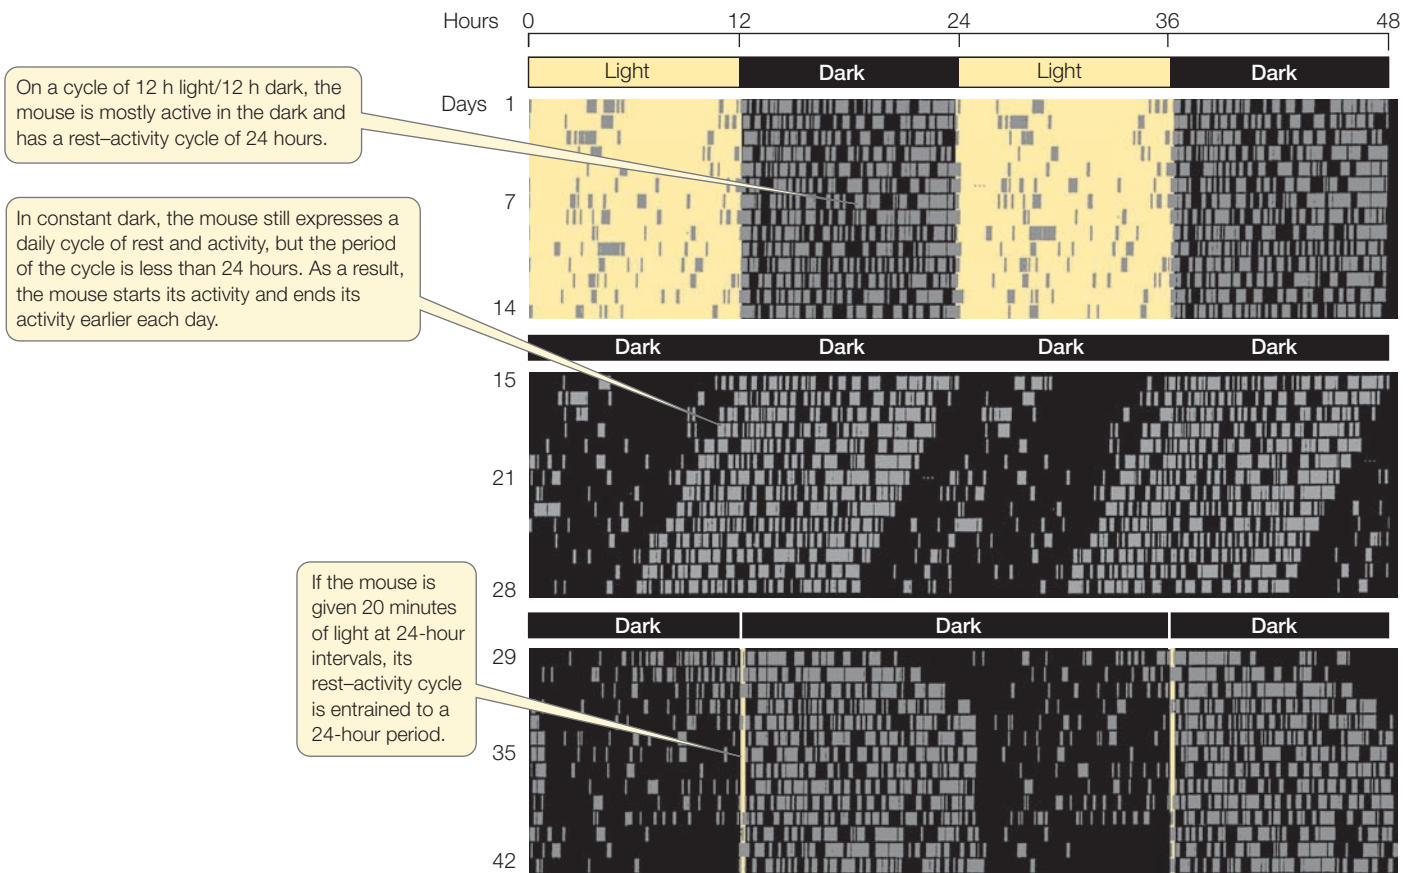 Hours 0 12 24 36 48
Light Dark Light Dark
On a cycle of 12 h light/12 h dark, the
mouse is mostly active in the dark and
has a rest–activity cycle of 24 hours.
Days 1
7
14
In constant dark, the mouse still expresses a
daily cycle of rest and activity, but the period
of the cycle is less than 24 hours. As a result,
the mouse starts its activity and ends its
activity earlier each day.
Dark Dark Dark Dark
15
21
28
If the mouse is
given 20 minutes
of light at 24-hour
intervals, its
rest–activity cycle
is entrained to a
24-hour period.
Dark Dark Dark
29
35
42